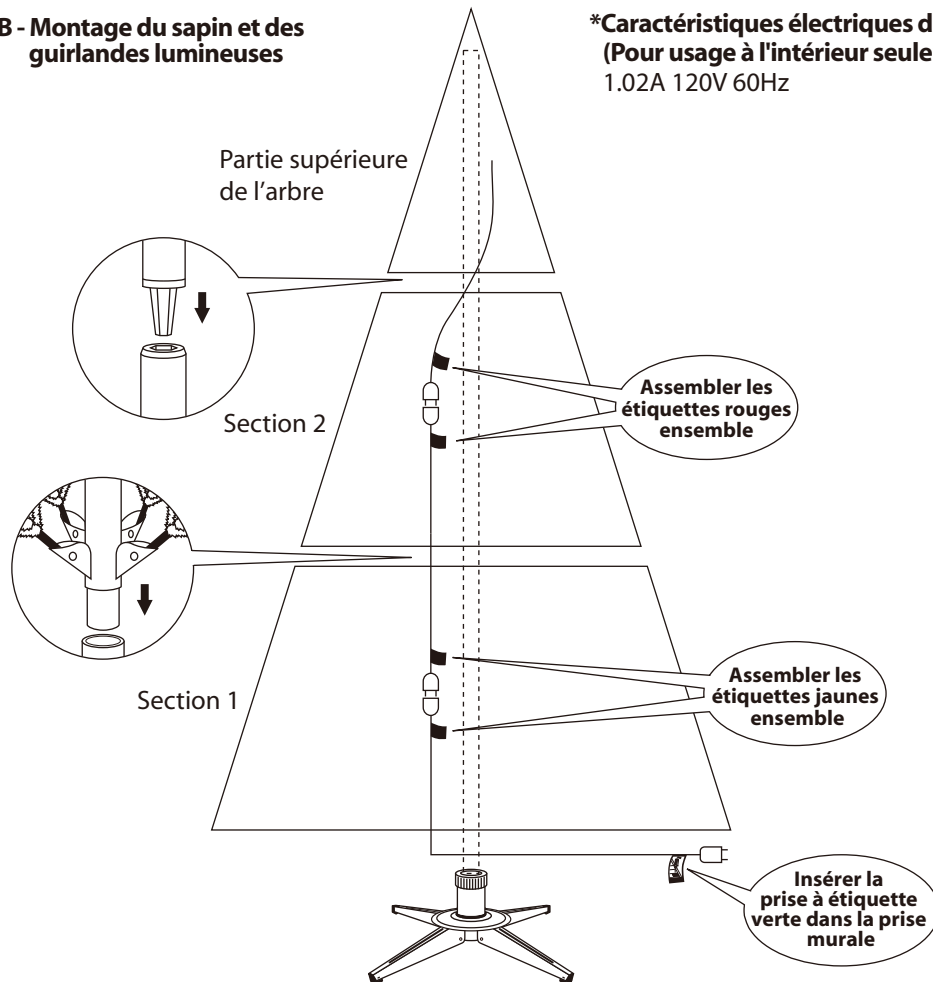 B - Montage du sapin et des
guirlandes lumineuses
*Caractéristiques électriques d
(Pour usage à l'intérieur seule
1.02A 120V 60Hz
Partie supérieure
de l’arbre
Section 2
Assembler les
étiquettes rouges
ensemble
Section 1
Assembler les
étiquettes jaunes
ensemble
Insérer la
prise à étiquette
verte dans la prise
murale